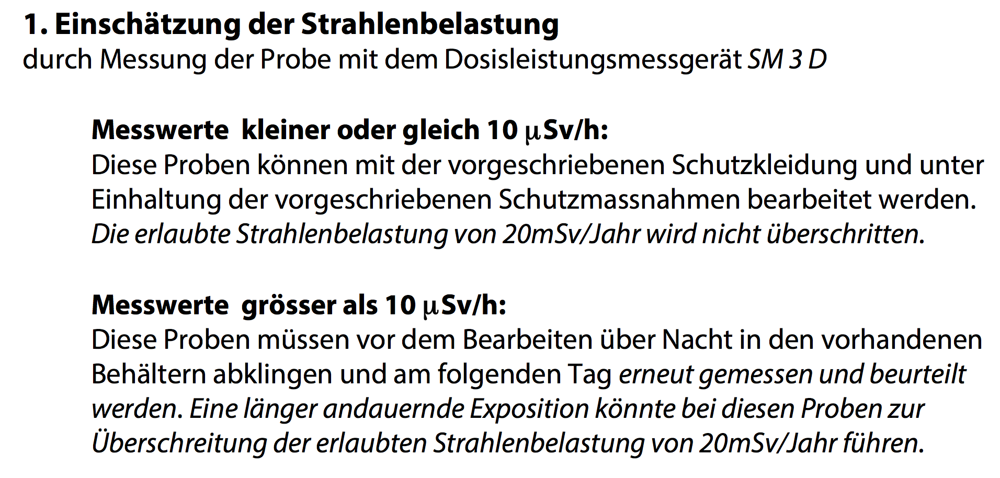 1. Einschätzung der Strahlenbelastung
durch Messung der Probe mit dem Dosisleistungsmessgerät SM 3 D
Messwerte kleiner oder gleich 10 µSv/h:
Diese Proben können mit der vorgeschriebenen Schutzkleidung und unter
Einhaltung der vorgeschriebenen Schutzmassnahmen bearbeitet werden.
Die erlaubte Strahlenbelastung von 20mSv/Jahr wird nicht überschritten.
Messwerte grösser als 10 µSv/h:
Diese Proben müssen vor dem Bearbeiten über Nacht in den vorhandenen
Behältern abklingen und am folgenden Tag erneut gemessen und beurteilt
werden. Eine länger andauernde Exposition könnte bei diesen Proben zur
Überschreitung der erlaubten Strahlenbelastung von 20mSv/Jahr führen.